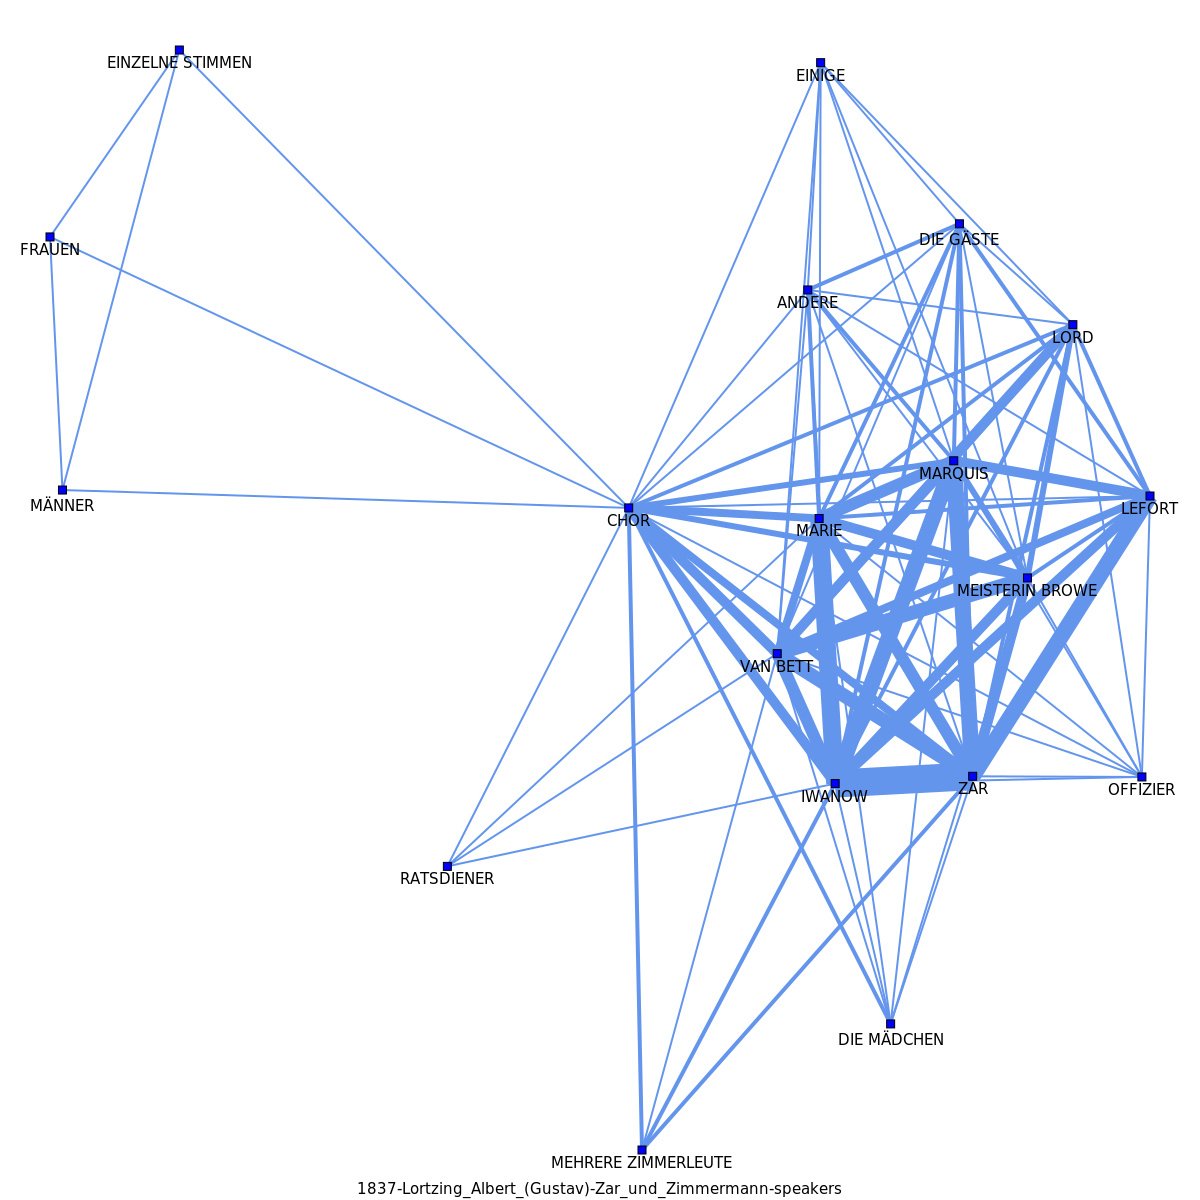 EINZELNE STIMMEN
EINIGE
FRAUEN
DIE GÄSTE
ANDERE
LORD
MARQUIS
MÄNNER
LEFORT
CHOR
MARIE
MEISTERIN BROWE
VAN BETT
IWANOW
ZAR
OFFIZIER
RATSDIENER
DIE MÄDCHEN
MEHRERE ZIMMERLEUTE
1837-Lortzing_Albert_(Gustav)-Zar_und_Zimmermann-speakers